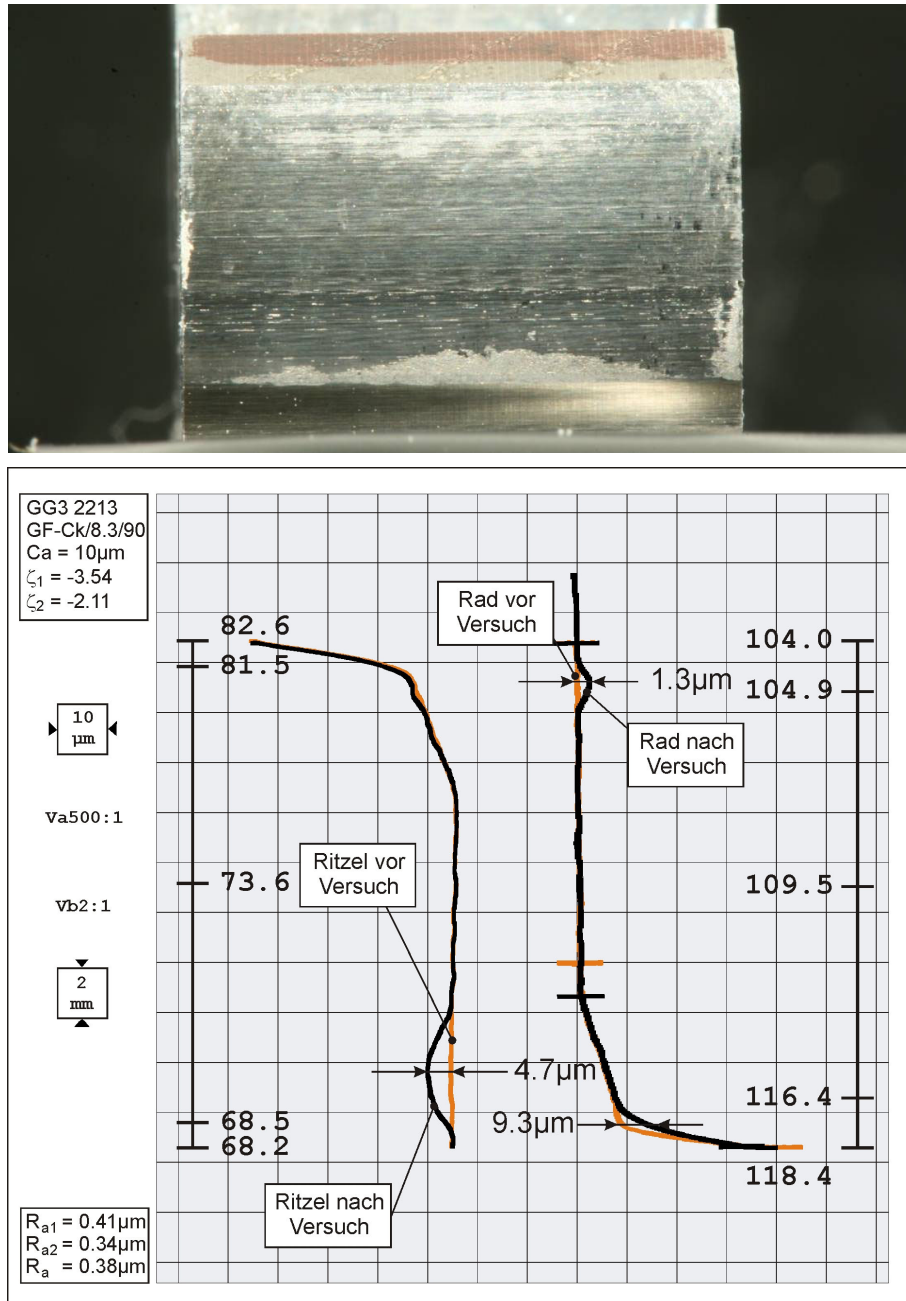 GG3 2213
GF-Ck/8.3/90
Ca = 10µm
ζ1 = -3.54
ζ2 = -2.11
82.6
81.5
10
µm
Va500:1
73.6
Vb2:1
2
mm
68.5
68.2
Rad vor
Versuch
1.3µm
Rad nach
Versuch
Ritzel vor
Versuch
4.7µm
9.3µm
Ritzel nach
Versuch
104.0
104.9
109.5
116.4
118.4
Ra1 = 0.41µm
Ra2 = 0.34µm
Ra = 0.38µm